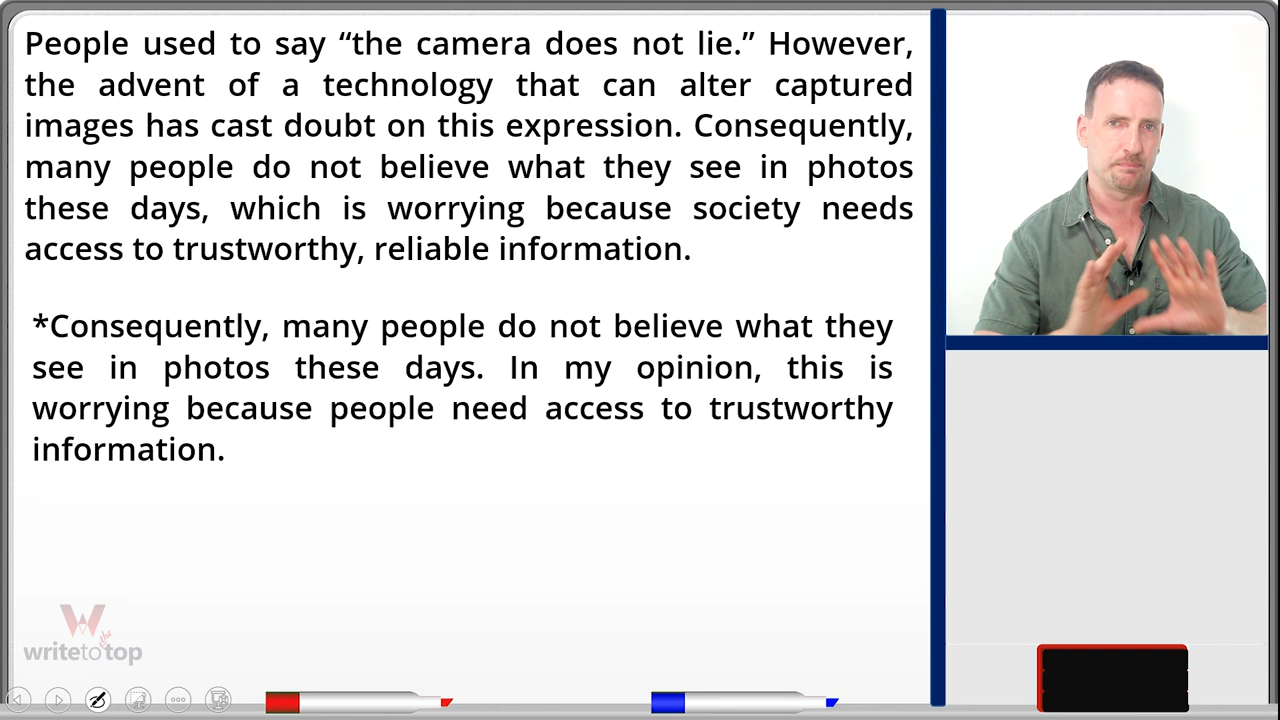 People used to say “the camera does not lie.” However,
the advent of a technology that can alter captured
images has cast doubt on this expression. Consequently,
many people do not believe what they see in photos
these days, which is worrying because society needs
access to trustworthy, reliable information.
*Consequently, many people do not believe what they
see in photos these days. In my opinion, this is
worrying because people need access to trustworthy
information.
W
writetothetop